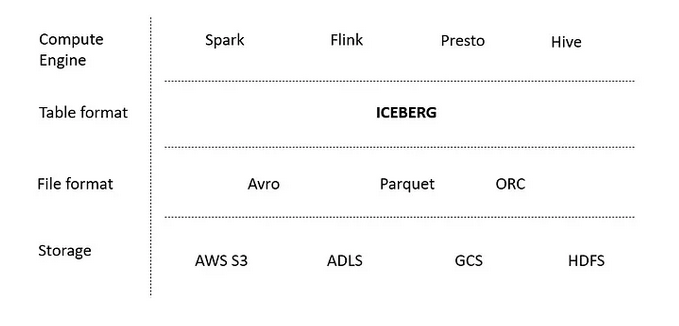 Compute Engine
Spark Flink Presto Hive
Table format
ICEBERG
File format
Avro Parquet ORC
Storage
AWS S3 ADLS GCS HDFS